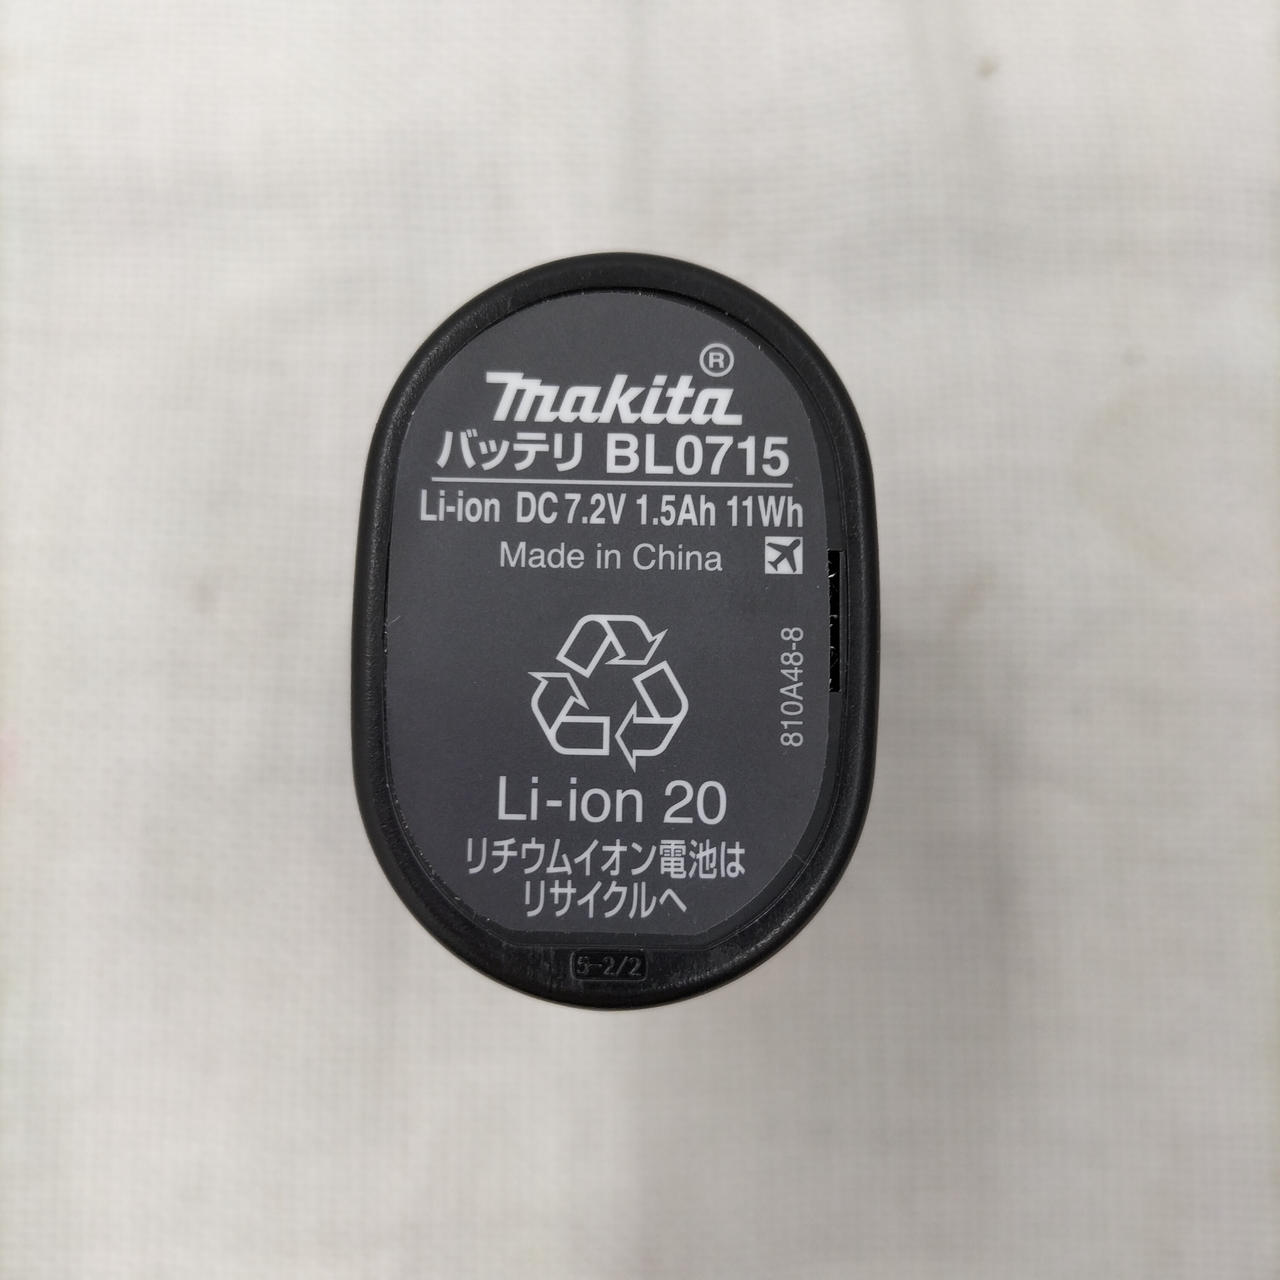 makita®
バッテリ BL0715
Li-ion DC 7.2V 1.5Ah 11Wh
Made in China
810A48-8
Li-ion 20
リチウムイオン電池は
リサイクルへ
5-2/2